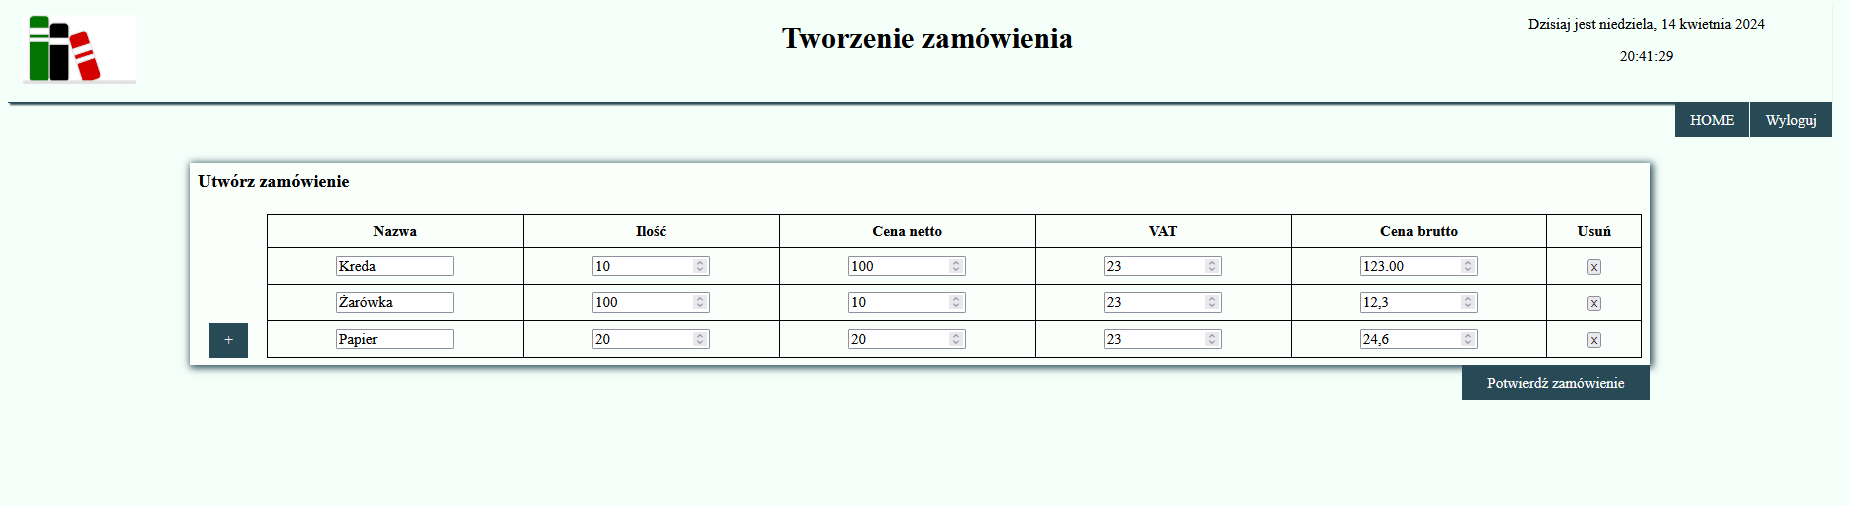 Tworzenie zamówienia
Dzisiaj jest niedziela, 14 kwietnia 2024
20:41:29
HOME Wyloguj
Utwórz zamówienie
Nazwa Ilość Cena netto VAT Cena brutto Usuń
Kreda 10 100 23 123.00 x
Żarówka 100 10 23 12,3 x
+ Papier 20 20 23 24,6 x
Potwierdź zamówienie